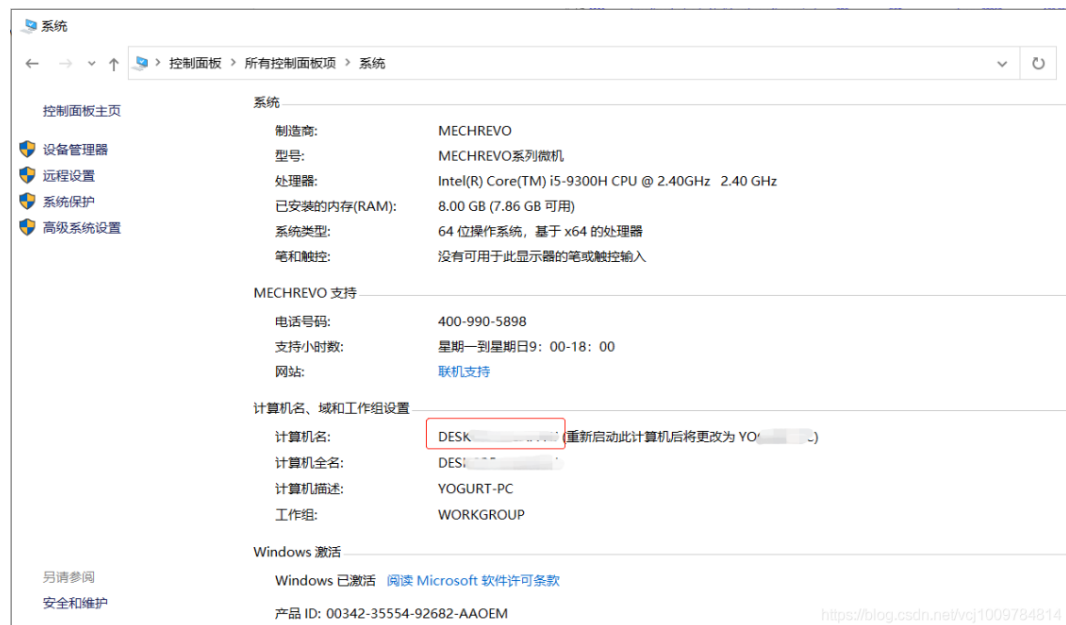 系统
控制面板 > 所有控制面板项 > 系统
控制面板主页
设备管理器
远程设置
系统保护
高级系统设置
系统
制造商: MECHREVO
型号: MECHREVO系列微机
处理器: Intel(R) Core(TM) i5-9300H CPU @ 2.40GHz 2.40 GHz
已安装的内存(RAM): 8.00 GB (7.86 GB 可用)
系统类型: 64 位操作系统, 基于 x64 的处理器
笔和触控: 没有可用于此显示器的笔或触控输入
MECHREVO 支持
电话号码: 400-990-5898
支持小时数: 星期一到星期日9：00-18：00
网站: 联机支持
计算机名、域和工作组设置
计算机名: DESK (重新启动此计算机后将更改为 YO )
计算机全名: DES
计算机描述: YOGURT-PC
工作组: WORKGROUP
Windows 激活
Windows 已激活 阅读 Microsoft 软件许可条款
产品 ID: 00342-35554-92682-AAOEM
另请参阅
安全和维护
https://blog.csdn.net/vcj1009784814